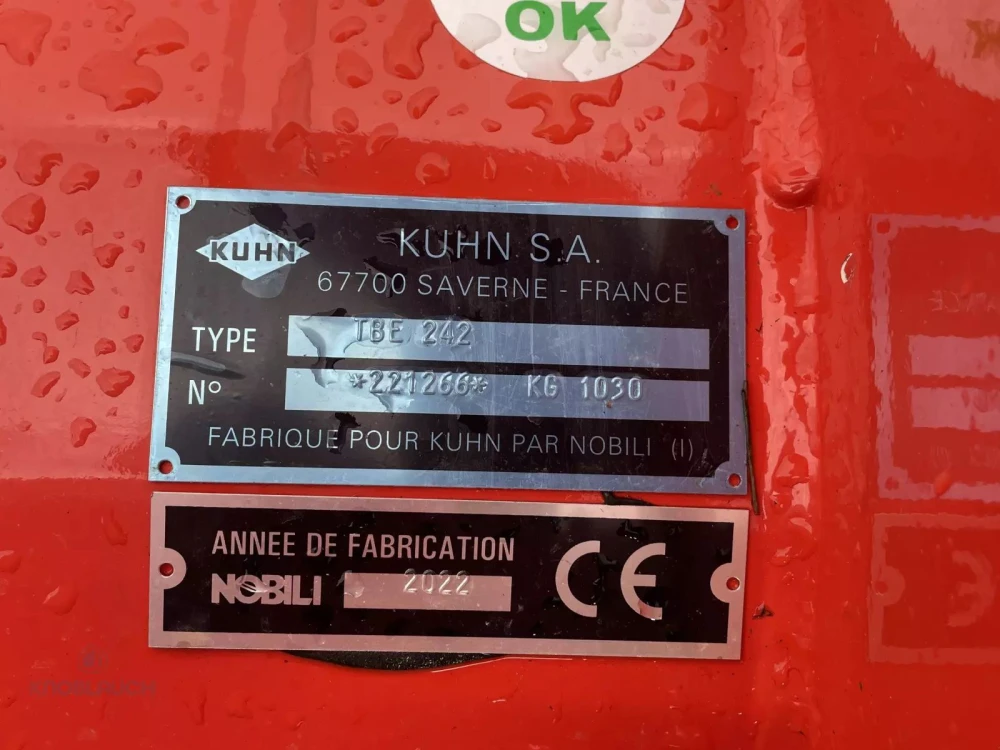 OK
KUHN
KUHN S.A.
67700 SAVERNE - FRANCE
TYPE TBE 242
N° *221266* KG 1030
FABRIQUE POUR KUHN PAR NOBILI (I)
ANNEE DE FABRICATION
NOBILI 2022
CE